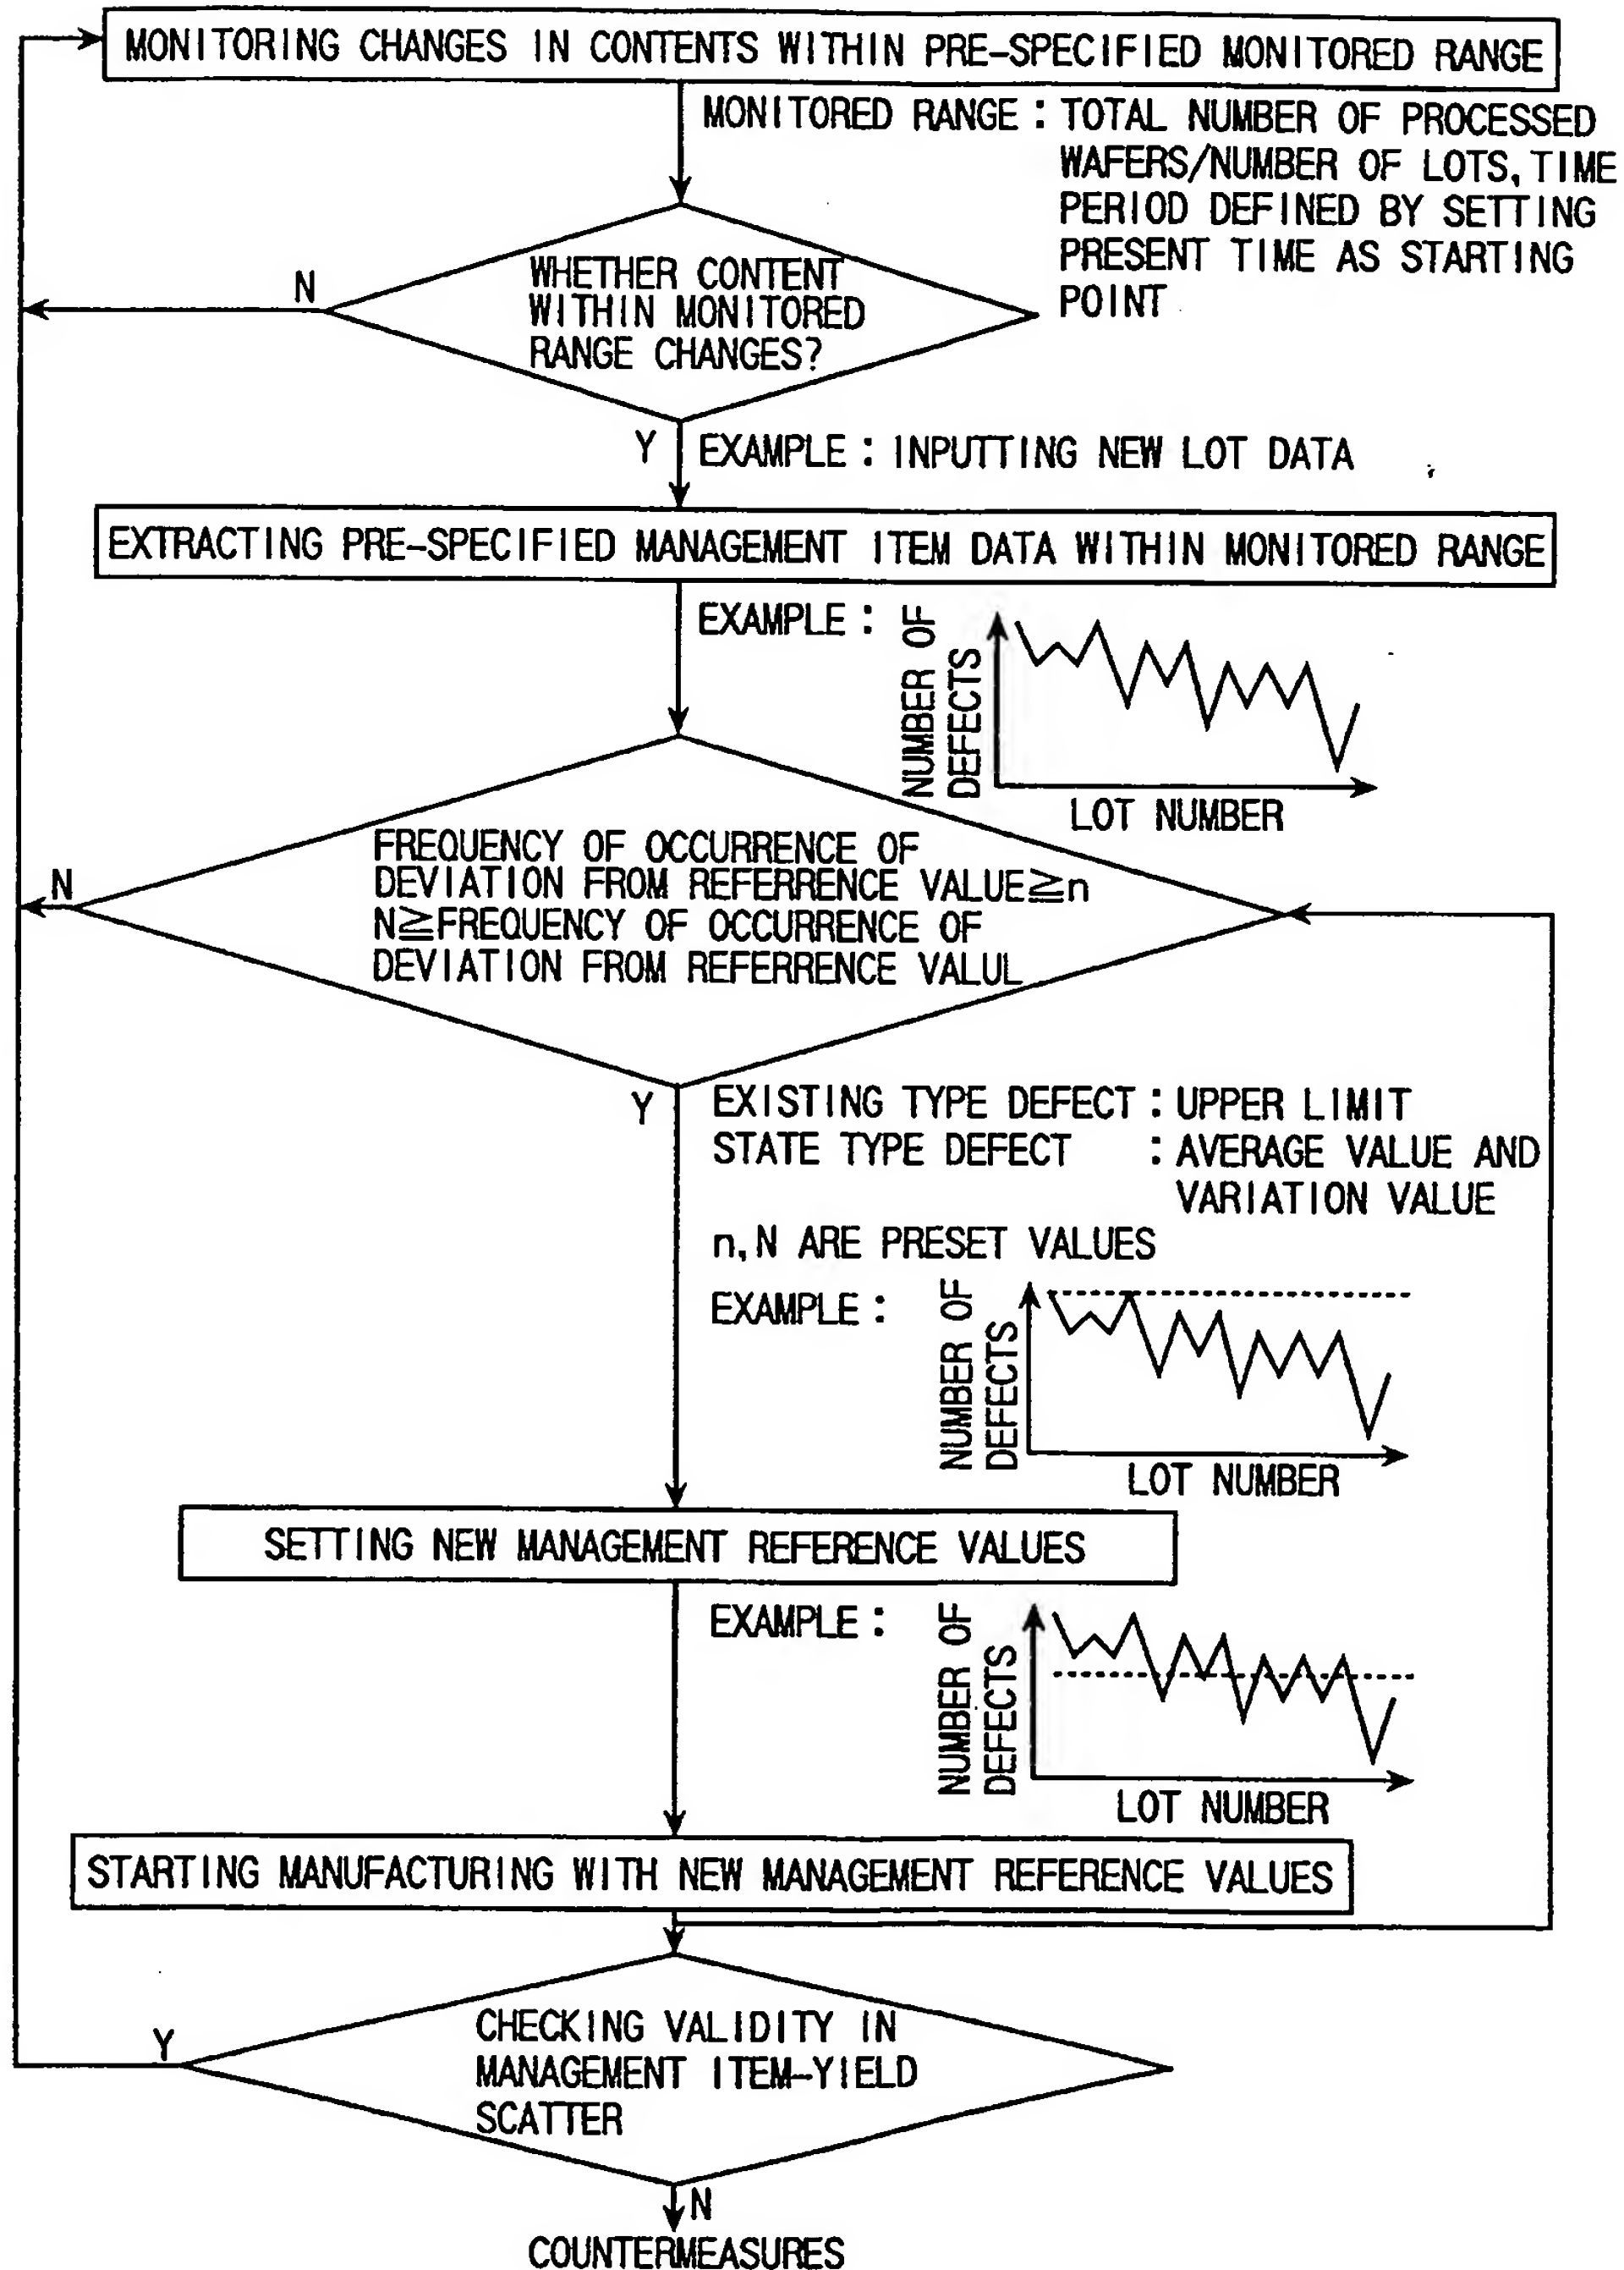 MONITORING CHANGES IN CONTENTS WITHIN PRE-SPECIFIED MONITORED RANGE
MONITORED RANGE : TOTAL NUMBER OF PROCESSED
WAFERS/NUMBER OF LOTS, TIME
PERIOD DEFINED BY SETTING
PRESENT TIME AS STARTING
POINT
WHETHER CONTENT
WITHIN MONITORED
RANGE CHANGES?
N
Y
EXAMPLE : INPUTTING NEW LOT DATA
EXTRACTING PRE-SPECIFIED MANAGEMENT ITEM DATA WITHIN MONITORED RANGE
EXAMPLE :
NUMBER OF
DEFECTS
LOT NUMBER
FREQUENCY OF OCCURRENCE OF
DEVIATION FROM REFERRENCE VALUE≧n
N≧FREQUENCY OF OCCURRENCE OF
DEVIATION FROM REFERRENCE VALUL
N
Y
EXISTING TYPE DEFECT : UPPER LIMIT
STATE TYPE DEFECT : AVERAGE VALUE AND
VARIATION VALUE
n, N ARE PRESET VALUES
EXAMPLE :
NUMBER OF
DEFECTS
LOT NUMBER
SETTING NEW MANAGEMENT REFERENCE VALUES
EXAMPLE :
NUMBER OF
DEFECTS
LOT NUMBER
STARTING MANUFACTURING WITH NEW MANAGEMENT REFERENCE VALUES
Y
CHECKING VALIDITY IN
MANAGEMENT ITEM-YIELD
SCATTER
N
COUNTERMEASURES